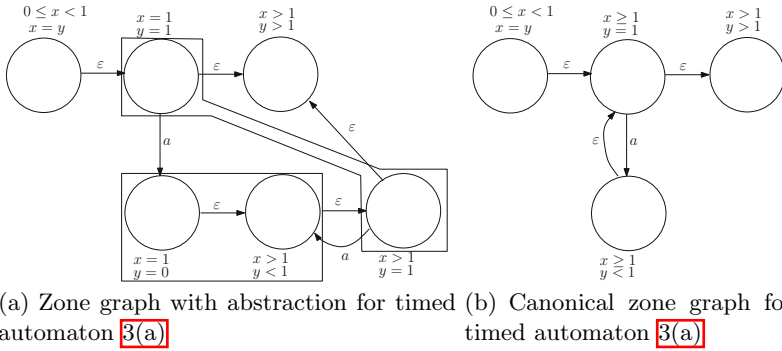 0 ≤ x < 1
x = y
x = 1
y = 1
x > 1
y > 1
ε
ε
a
ε
ε
ε
a
x = 1
y = 0
x > 1
y < 1
x > 1
y = 1
0 ≤ x < 1
x = y
x ≥ 1
y = 1
x > 1
y > 1
ε
ε
ε
a
x ≥ 1
y < 1
(a) Zone graph with abstraction for timed
automaton 3(a)
(b) Canonical zone graph fo
timed automaton 3(a)